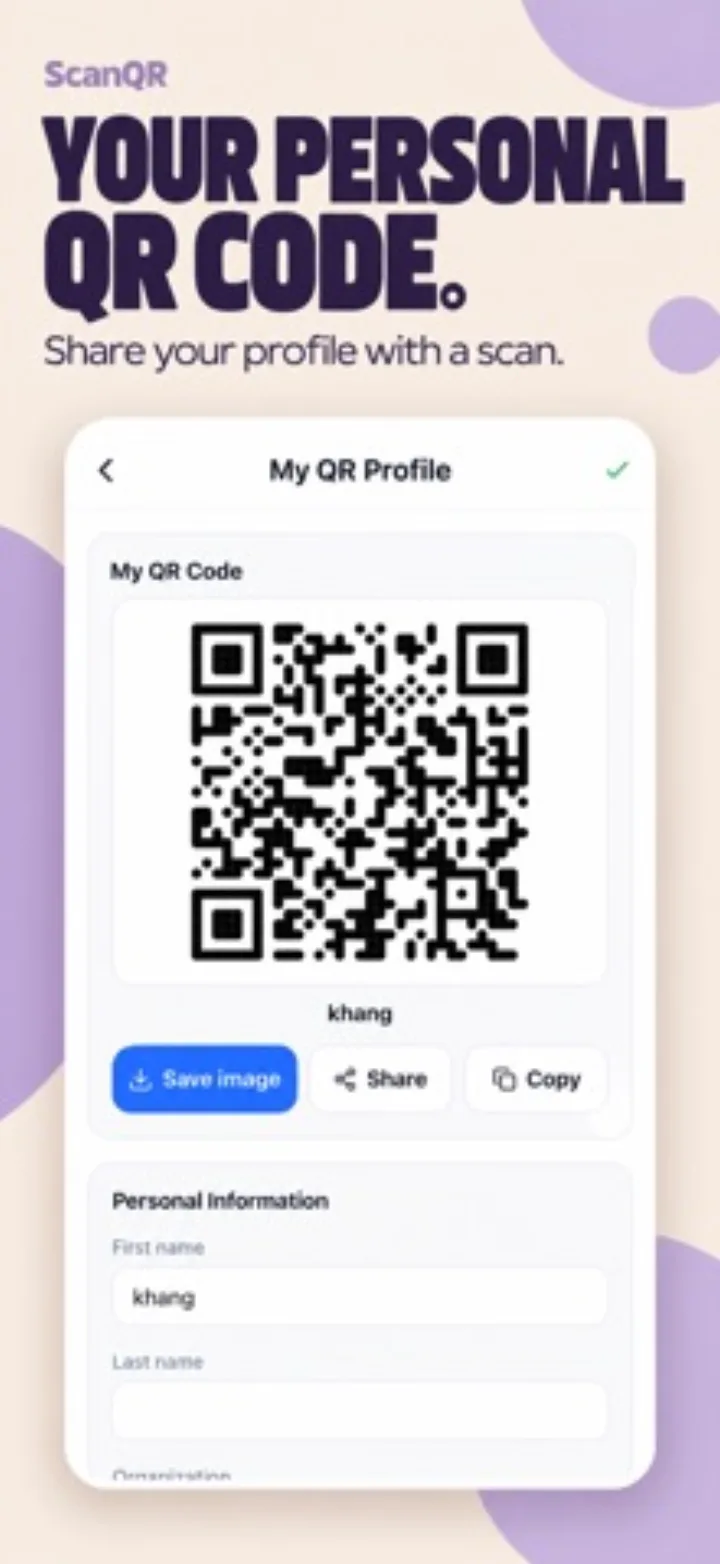 ScanQR
YOUR PERSONAL
QR CODE.
Share your profile with a scan.
My QR Profile
My QR Code
khang
Save image
Share
Copy
Personal Information
First name
khang
Last name
Organization